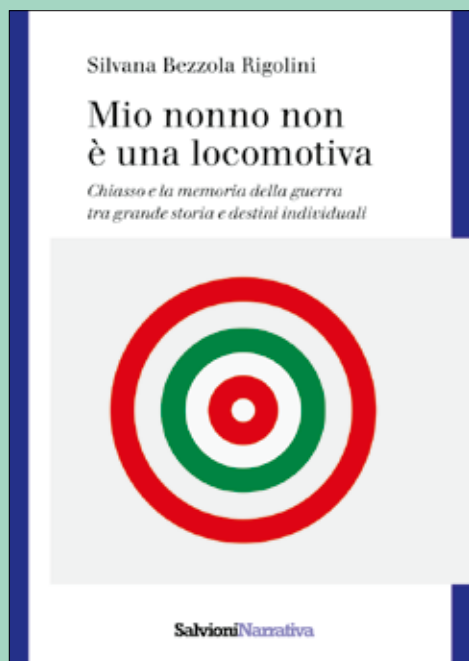 Silvana Bezzola Rigolini
Mio nonno non
è una locomotiva
Chiasso e la memoria della guerra
tra grande storia e destini individuali
SalvioniNarrativa